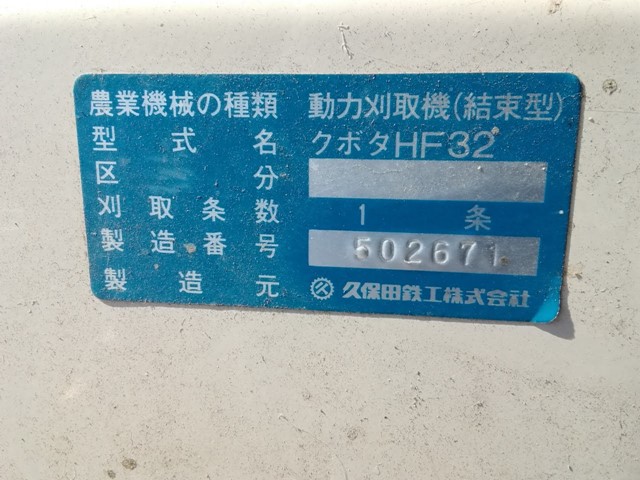 農業機械の種類 動力刈取機(結束型)
型式名 クボタHF32
区分
刈取条数 1条
製造番号 502671
製造元 久保田鉄工株式会社